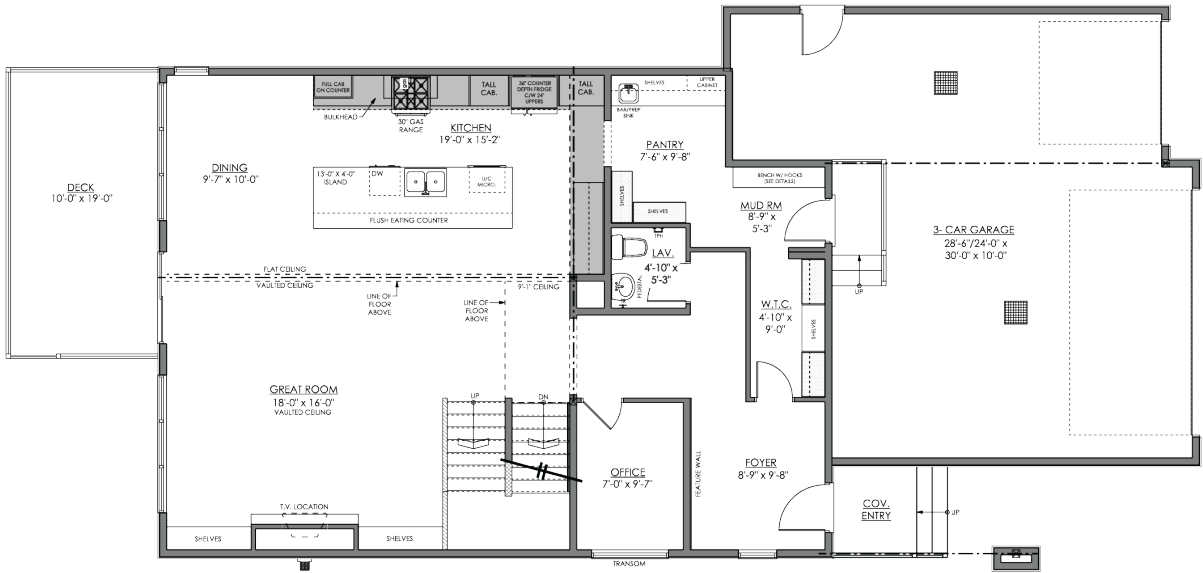 FULL CAB
ON COUNTER
BULKHEAD
GAS
30" GAS
RANGE
TALL
CAB.
36" COUNTER
DEPTH FRIDGE
C/W 24"
UPPERS
TALL
CAB.
SHELVES
UPPER
CABINET
BAR/PREP
SINK
KITCHEN
19'-0" x 15'-2"
PANTRY
7'-6" x 9'-8"
DINING
9'-7" x 10'-0"
DECK
10'-0" x 19'-0"
13'-0" x 4'-0"
ISLAND
DW
U/C
MICRO.
FLUSH EATING COUNTER
SHELVES
SHELVES
BENCH W/ HOOKS
(SEE DETAILS)
MUD RM
8'-9" x
5'-3"
3- CAR GARAGE
28'-6"/24'-0" x
30'-0" x 10'-0"
TPH
LAV.
4'-10" x
5'-3"
PEDESTAL
FLAT CEILING
VAULTED CEILING
9'-1" CEILING
LINE OF
FLOOR
ABOVE
LINE OF
FLOOR
ABOVE
UP
W.T.C.
4'-10" x
9'-0"
SHELVES
GREAT ROOM
18'-0" x 16'-0"
VAULTED CEILING
UP
DN
OFFICE
7'-0" x 9'-7"
FEATURE WALL
FOYER
8'-9" x 9'-8"
COV.
ENTRY
UP
T.V. LOCATION
SHELVES
SHELVES
TRANSOM